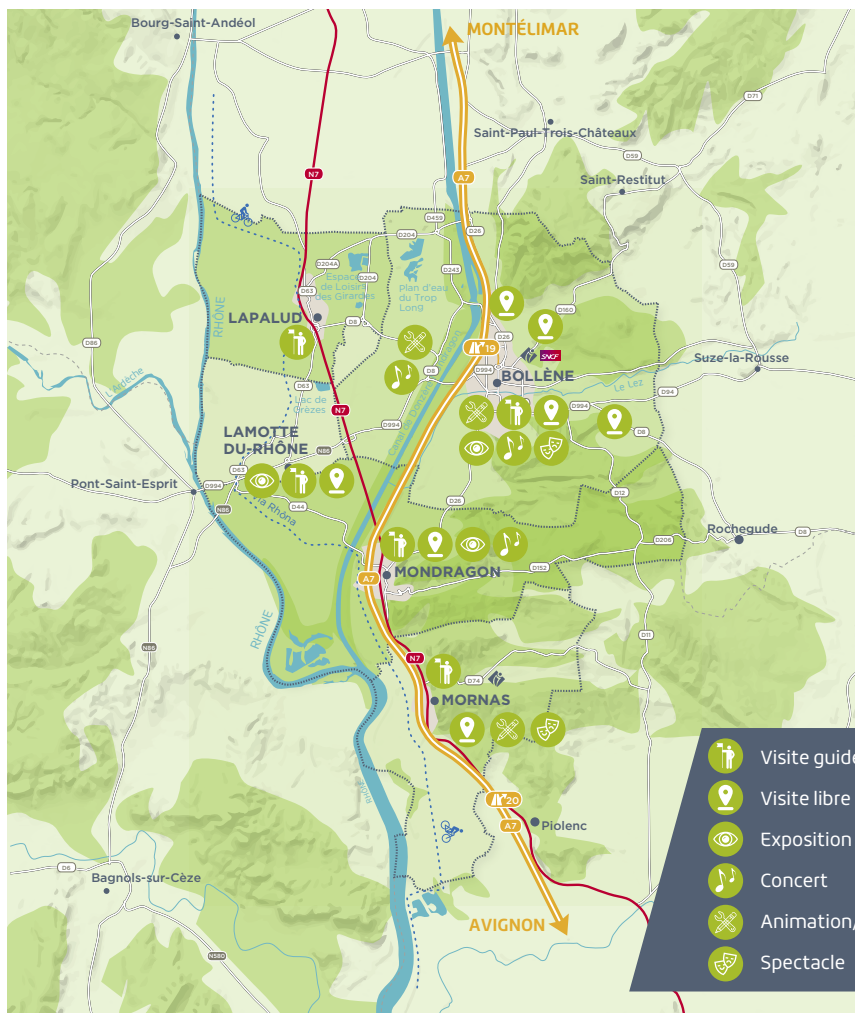 Bourg-Saint-Andéol
MONTÉLIMAR
D71
Saint-Paul-Trois-Châteaux
D59
N7
A7
Saint-Restitut
D459
D26
D204
D59
D204A
D204
D243
Espace
de Loisirs
des Girardes
Plan d'eau
du Trop
Long
D63
RHÔNE
LAPALUD
D8
D160
D26
D86
19
SNCF
D994
BOLLÈNE
Suze-la-Rousse
L'Ardèche
D8
D63
Le Lez
D94
Lac de
Crèzes
N7
D994
D994
D8
LAMOTTE
DU-RHÔNE
N86
D63
Pont-Saint-Esprit
D994
N86
D44
D26
D12
Rochegude
D8
D206
A7
MONDRAGON
D152
RHÔNE
D11
N86
N7
D74
MORNAS
20
A7
Piolenc
D6
Bagnols-sur-Cèze
AVIGNON
N580
Visite guidé
Visite libre
Exposition
Concert
Animation/
Spectacle